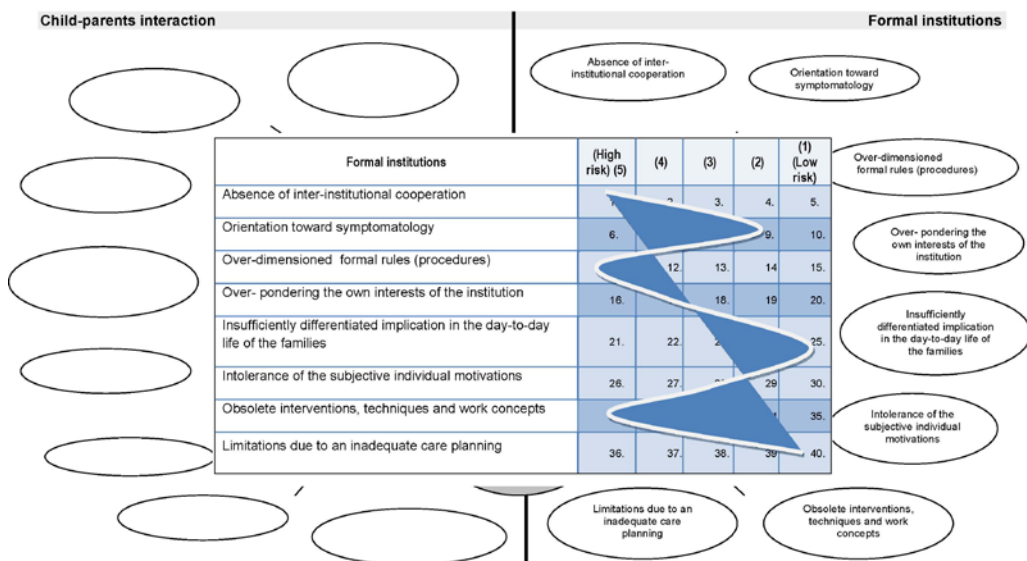 Child-parents interaction
Formal institutions
Absence of inter-
institutional cooperation
Orientation toward
symptomatology
Over-dimensioned
formal rules (procedures)
Over- pondering the
own interests of the
institution
Insufficiently
differentiated implication
in the day-to-day life of
the families
Intolerance of the
subjective individual
motivations
Obsolete interventions,
techniques and work
concepts
Limitations due to an
inadequate care
planning
Formal institutions
(High
risk) (5)
(4)
(3)
(2)
(1)
(Low
risk)
Absence of inter-institutional cooperation
3. 4. 5.
Orientation toward symptomatology
6. 9. 10.
Over-dimensioned formal rules (procedures)
12. 13. 14 15.
Over- pondering the own interests of the institution
16. 18. 19 20.
Insufficiently differentiated implication in the day-to-day
life of the families
21. 22. 25.
Intolerance of the subjective individual motivations
26. 27. 29 30.
Obsolete interventions, techniques and work concepts
35.
Limitations due to an inadequate care planning
36. 37. 38. 39 40.